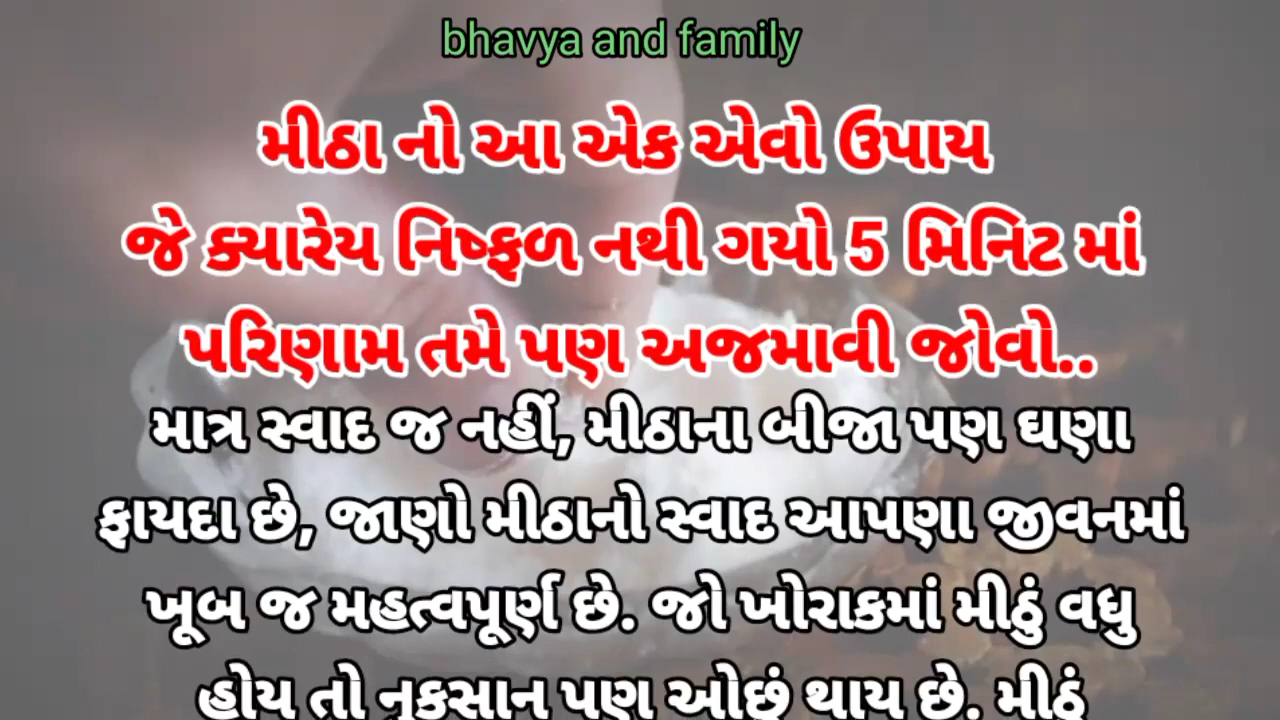 bhavya and family
મીઠા નો આ એક એવો ઉપાય
જે ક્યારેય નિષ્ફળ નથી ગયો 5 મિનિટ માં
પરિણામ તમે પણ અજમાવી જોવો..
માત્ર સ્વાદ જ નહીં, મીઠાના બીજા પણ ઘણા
ફાયદા છે, જાણો મીઠાનો સ્વાદ આપણા જીવનમાં
ખૂબ જ મહત્વપૂર્ણ છે. જો ખોરાકમાં મીઠું વધુ
હોય તો નુકસાન પણ ઓછું થાય છે. મીઠું